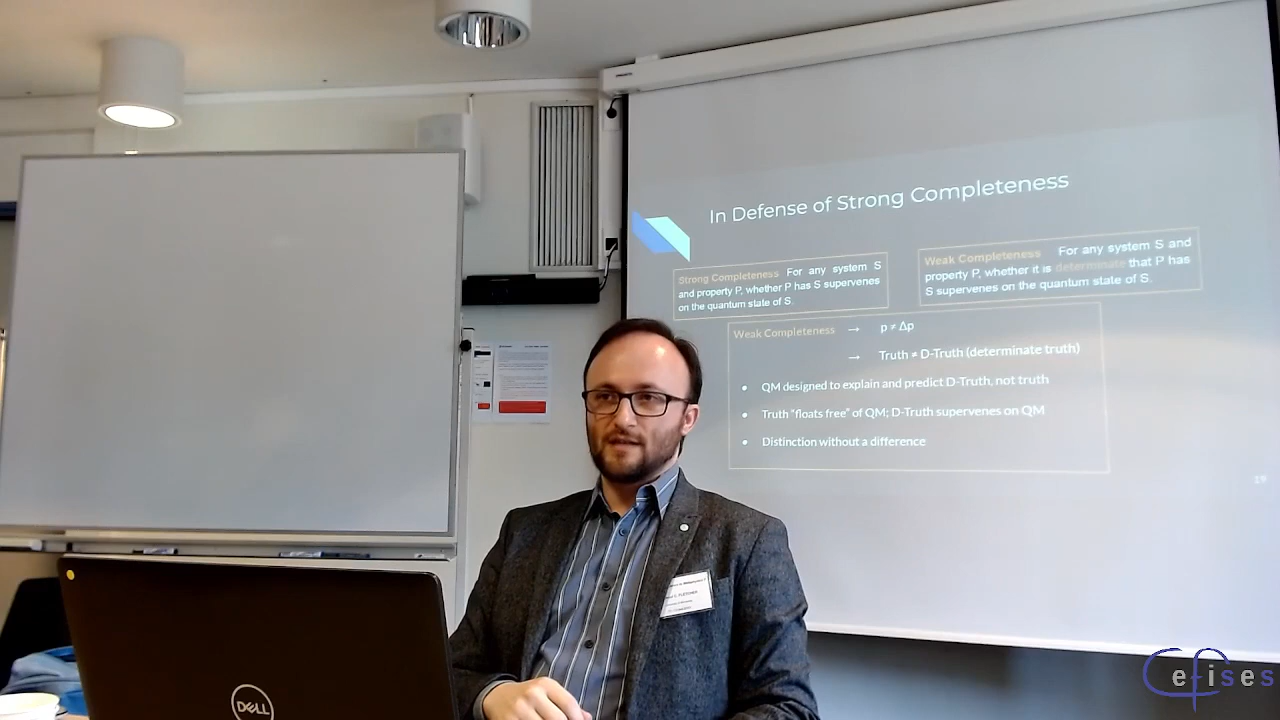 In Defense of Strong Completeness
Strong Completeness For any system S
and property P, whether P has S supervenes
on the quantum state of S.
Weak Completeness For any system S and
property P, whether it is determinate that P has
S supervenes on the quantum state of S.
Weak Completeness → p ≠ Δp
→ Truth ≠ D-Truth (determinate truth)
• QM designed to explain and predict D-Truth, not truth
• Truth "floats free" of QM; D-Truth supervenes on QM
• Distinction without a difference
FLETCHER
DELL
Cefises